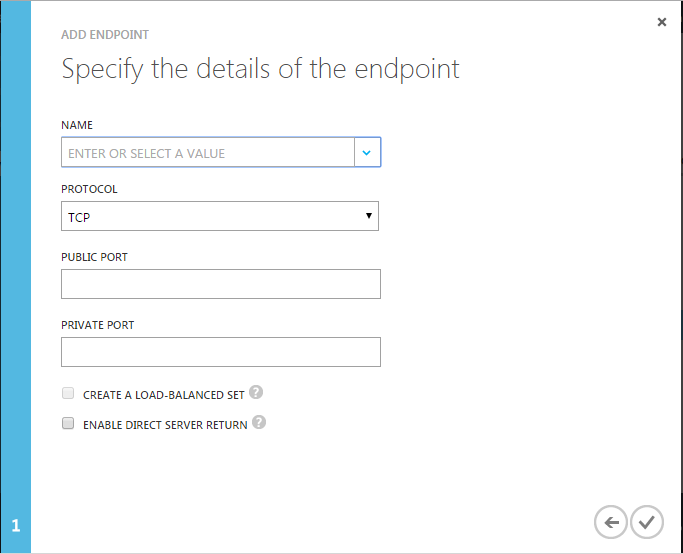 ADD ENDPOINT
Specify the details of the endpoint
NAME
ENTER OR SELECT A VALUE
PROTOCOL
TCP
PUBLIC PORT
PRIVATE PORT
CREATE A LOAD-BALANCED SET ?
ENABLE DIRECT SERVER RETURN ?
1